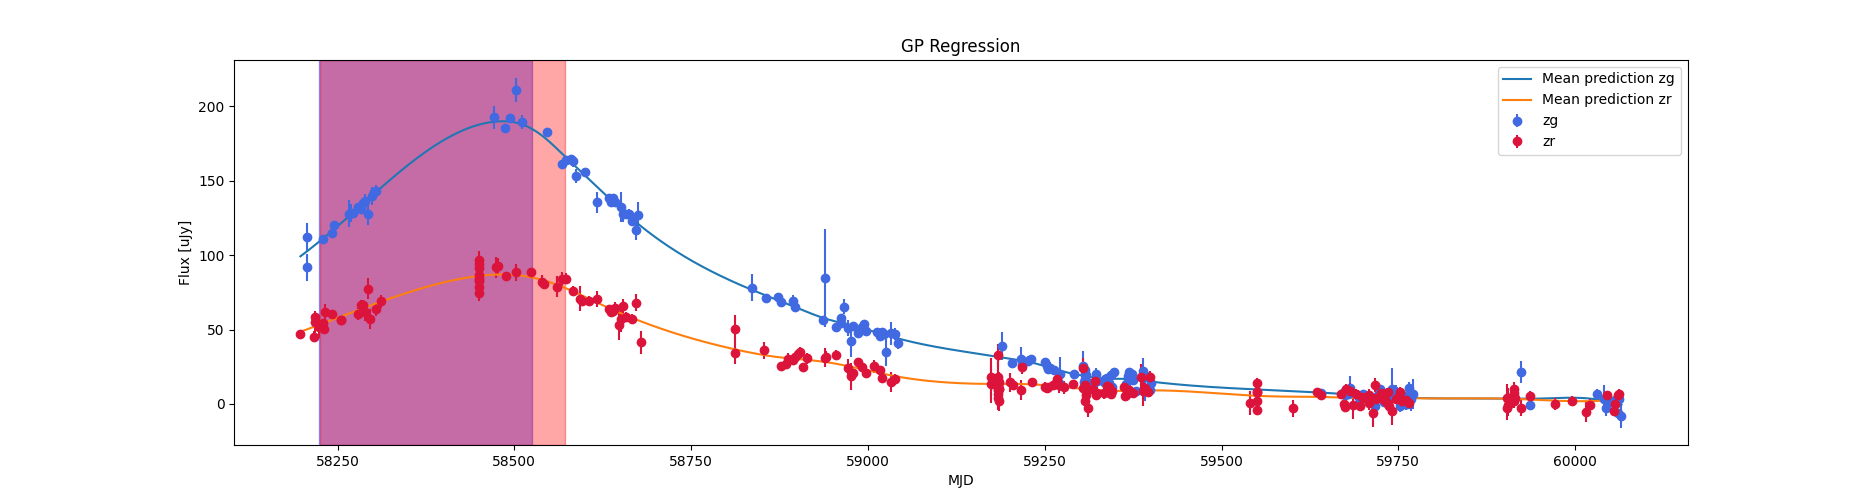 GP Regression
Mean prediction zg
Mean prediction zr
zg
zr
Flux [uJy]
200
150
100
50
0
58250
58500
58750
59000
59250
59500
59750
60000
MJD